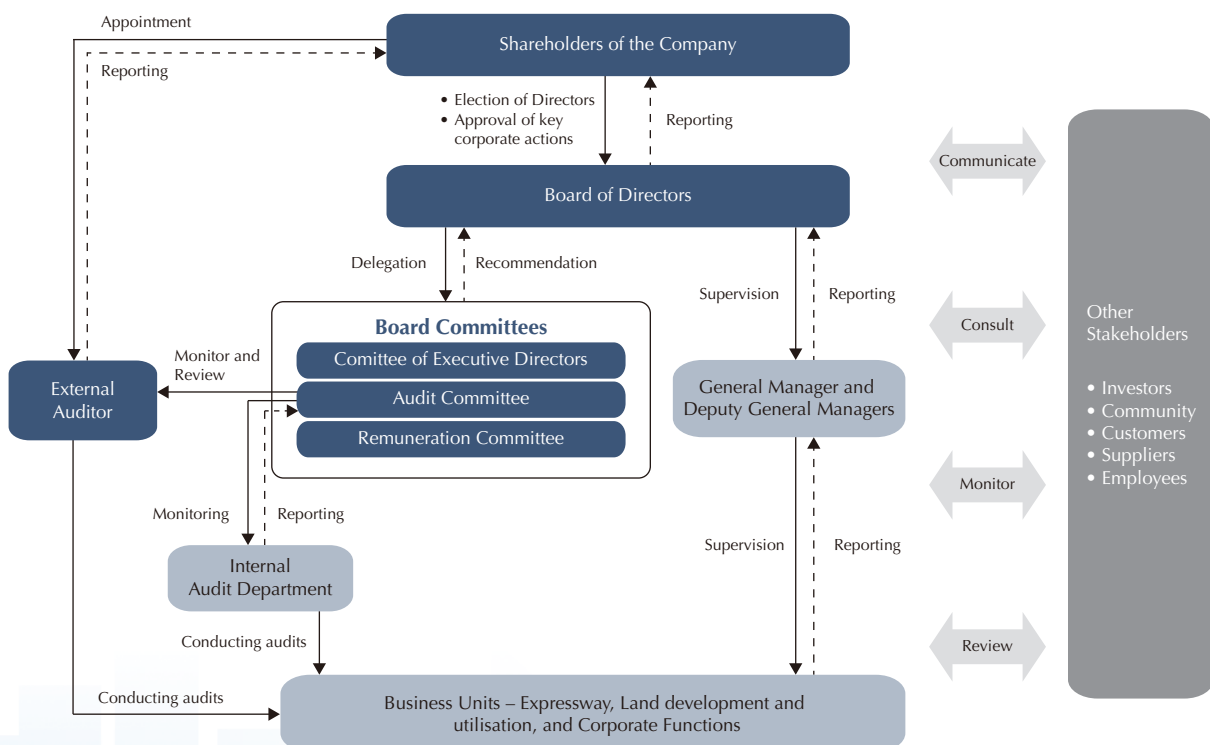 Appointment
Shareholders of the Company
Reporting
• Election of Directors
• Approval of key
corporate actions
Reporting
Communicate
Board of Directors
Delegation
Recommendation
Supervision
Reporting
Consult
Other
Stakeholders
• Investors
• Community
• Customers
• Suppliers
• Employees
Board Committees
Comittee of Executive Directors
Audit Committee
Remuneration Committee
Monitor and
Review
External
Auditor
General Manager and
Deputy General Managers
Monitor
Monitoring
Reporting
Supervision
Reporting
Internal
Audit Department
Conducting audits
Review
Conducting audits
Business Units – Expressway, Land development and
utilisation, and Corporate Functions